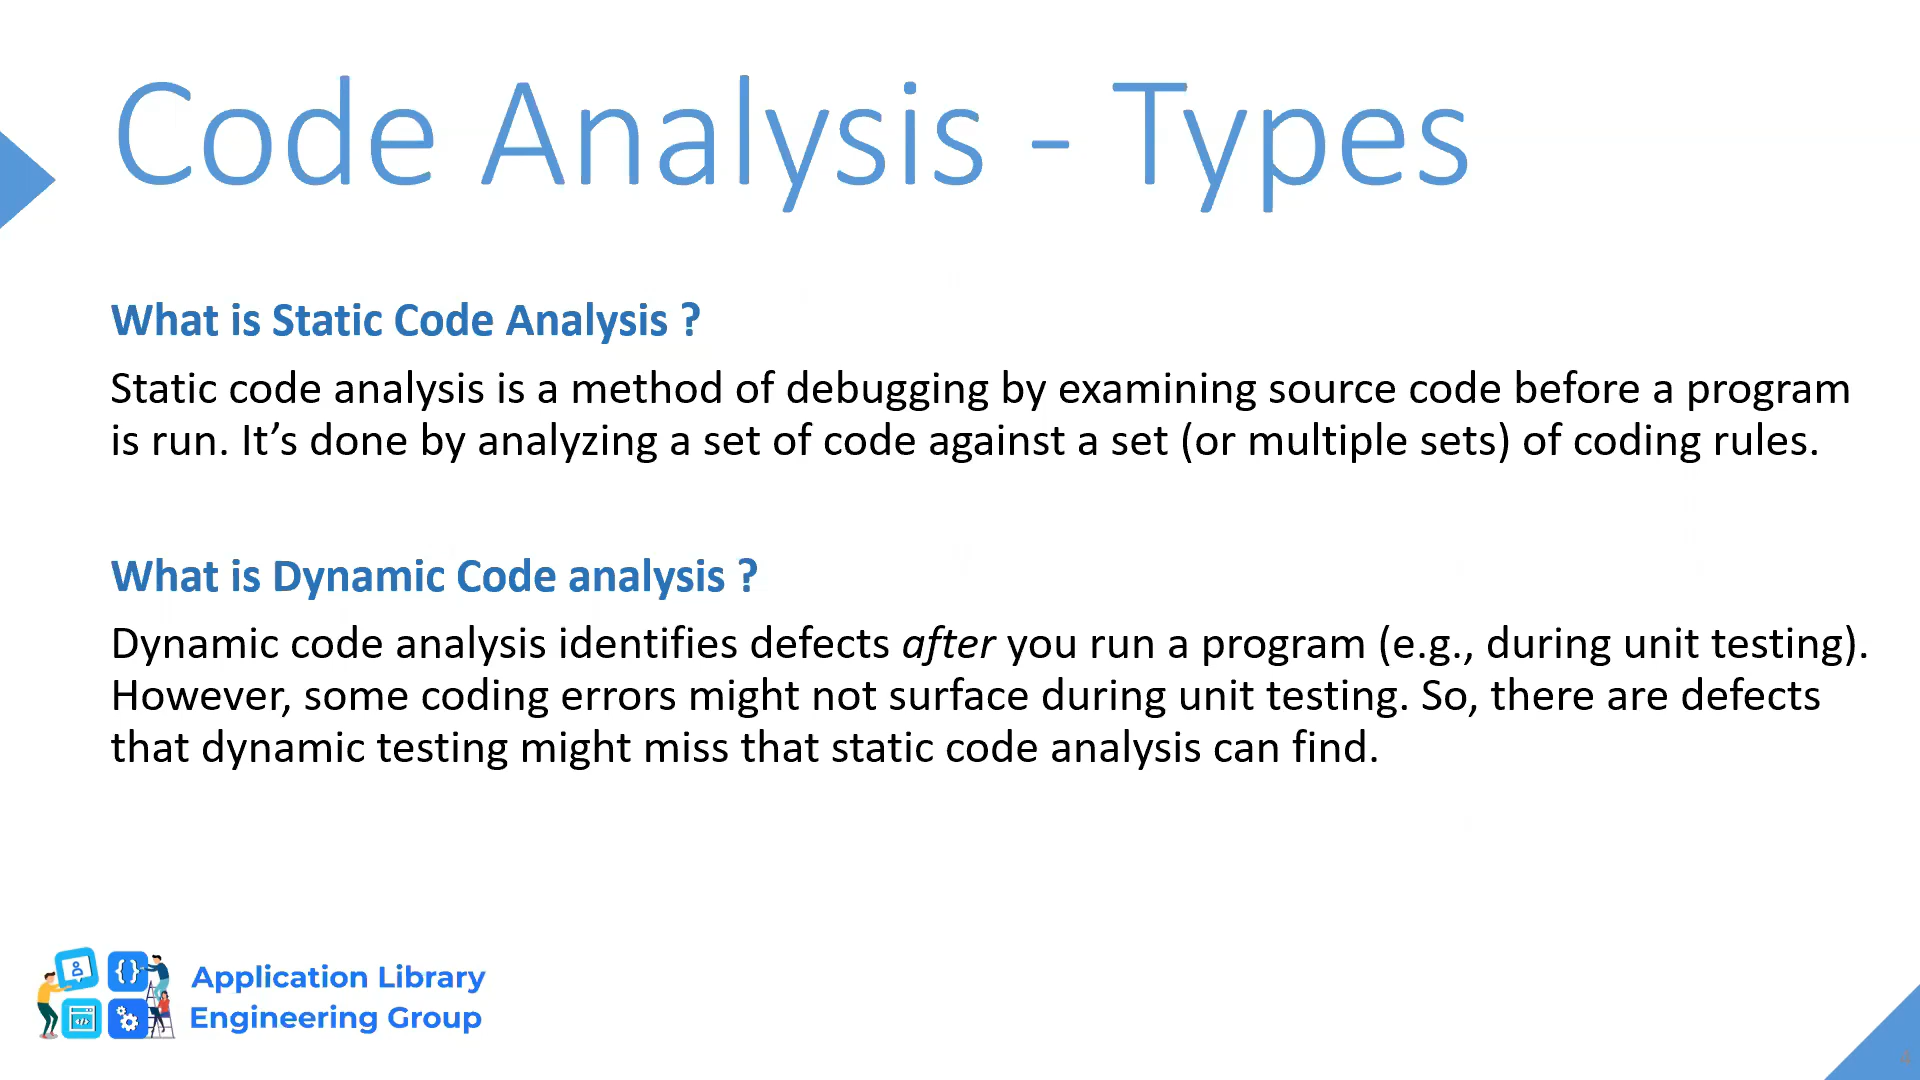 Code Analysis - Types
What is Static Code Analysis ?
Static code analysis is a method of debugging by examining source code before a program
is run. It’s done by analyzing a set of code against a set (or multiple sets) of coding rules.
What is Dynamic Code analysis ?
Dynamic code analysis identifies defects after you run a program (e.g., during unit testing).
However, some coding errors might not surface during unit testing. So, there are defects
that dynamic testing might miss that static code analysis can find.
Application Library
Engineering Group